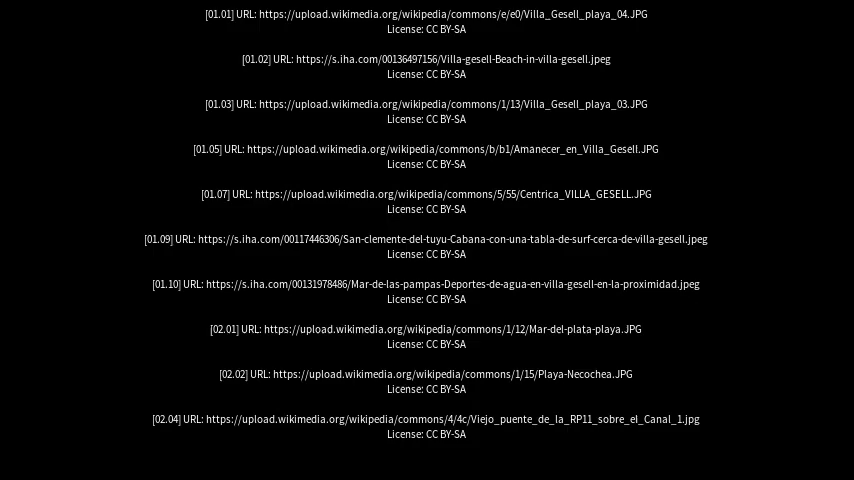 [01.01] URL: https://upload.wikimedia.org/wikipedia/commons/e/e0/Villa_Gesell_playa_04.JPG
License: CC BY-SA
[01.02] URL: https://s.iha.com/00136497156/Villa-gesell-Beach-in-villa-gesell.jpeg
License: CC BY-SA
[01.03] URL: https://upload.wikimedia.org/wikipedia/commons/1/13/Villa_Gesell_playa_03.JPG
License: CC BY-SA
[01.05] URL: https://upload.wikimedia.org/wikipedia/commons/b/b1/Amanecer_en_Villa_Gesell.JPG
License: CC BY-SA
[01.07] URL: https://upload.wikimedia.org/wikipedia/commons/5/55/Centrica_VILLA_GESELL.JPG
License: CC BY-SA
[01.09] URL: https://s.iha.com/00117446306/San-clemente-del-tuyu-Cabana-con-una-tabla-de-surf-cerca-de-villa-gesell.jpeg
License: CC BY-SA
[01.10] URL: https://s.iha.com/00131978486/Mar-de-las-pampas-Deportes-de-agua-en-villa-gesell-en-la-proximidad.jpeg
License: CC BY-SA
[02.01] URL: https://upload.wikimedia.org/wikipedia/commons/1/12/Mar-del-plata-playa.JPG
License: CC BY-SA
[02.02] URL: https://upload.wikimedia.org/wikipedia/commons/1/15/Playa-Necochea.JPG
License: CC BY-SA
[02.04] URL: https://upload.wikimedia.org/wikipedia/commons/4/4c/Viejo_puente_de_la_RP11_sobre_el_Canal_1.jpg
License: CC BY-SA